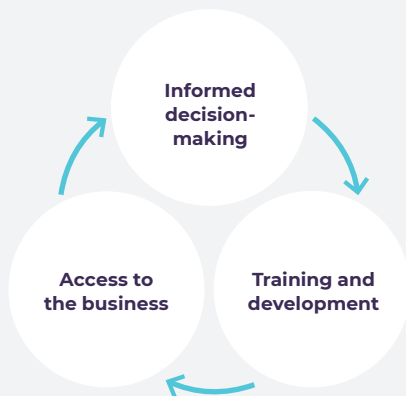 Informed
decision-
making
Access to
the business
Training and
development